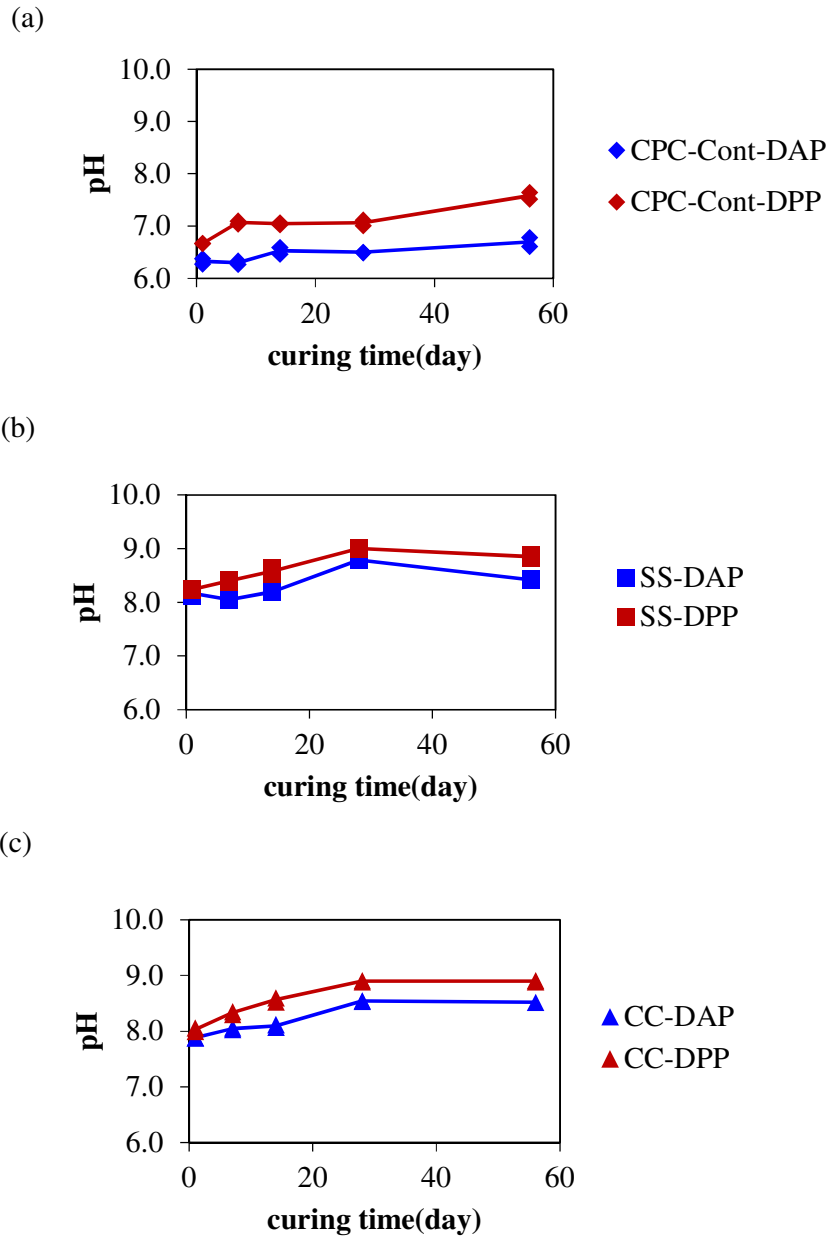 (a)
10.0
9.0
8.0
7.0
6.0
pH
0 20 40 60
curing time(day)
CPC-Cont-DAP
CPC-Cont-DPP
(b)
10.0
9.0
8.0
7.0
6.0
pH
0 20 40 60
curing time(day)
SS-DAP
SS-DPP
(c)
10.0
9.0
8.0
7.0
6.0
pH
0 20 40 60
curing time(day)
CC-DAP
CC-DPP